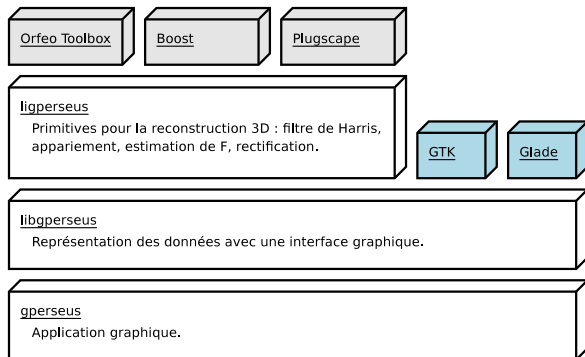 Orfeo Toolbox
Boost
Plugscape
ligperseus
Primitives pour la reconstruction 3D : filtre de Harris,
appariement, estimation de F, rectification.
GTK
Glade
libgperseus
Représentation des données avec une interface graphique.
gperseus
Application graphique.